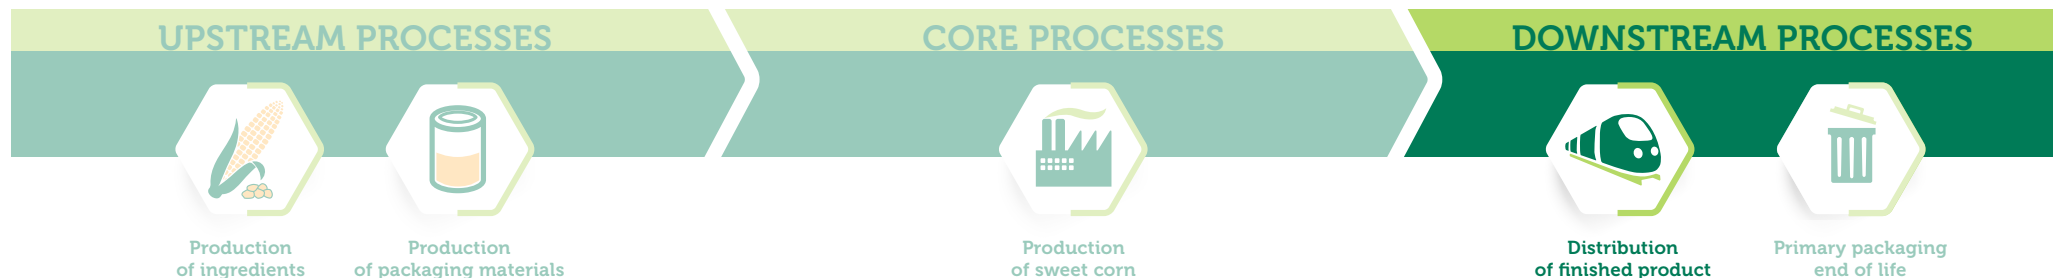 UPSTREAM PROCESSES
CORE PROCESSES
DOWNSTREAM PROCESSES
Production
of ingredients
Production
of packaging materials
Production
of sweet corn
Distribution
of finished product
Primary packaging
end of life